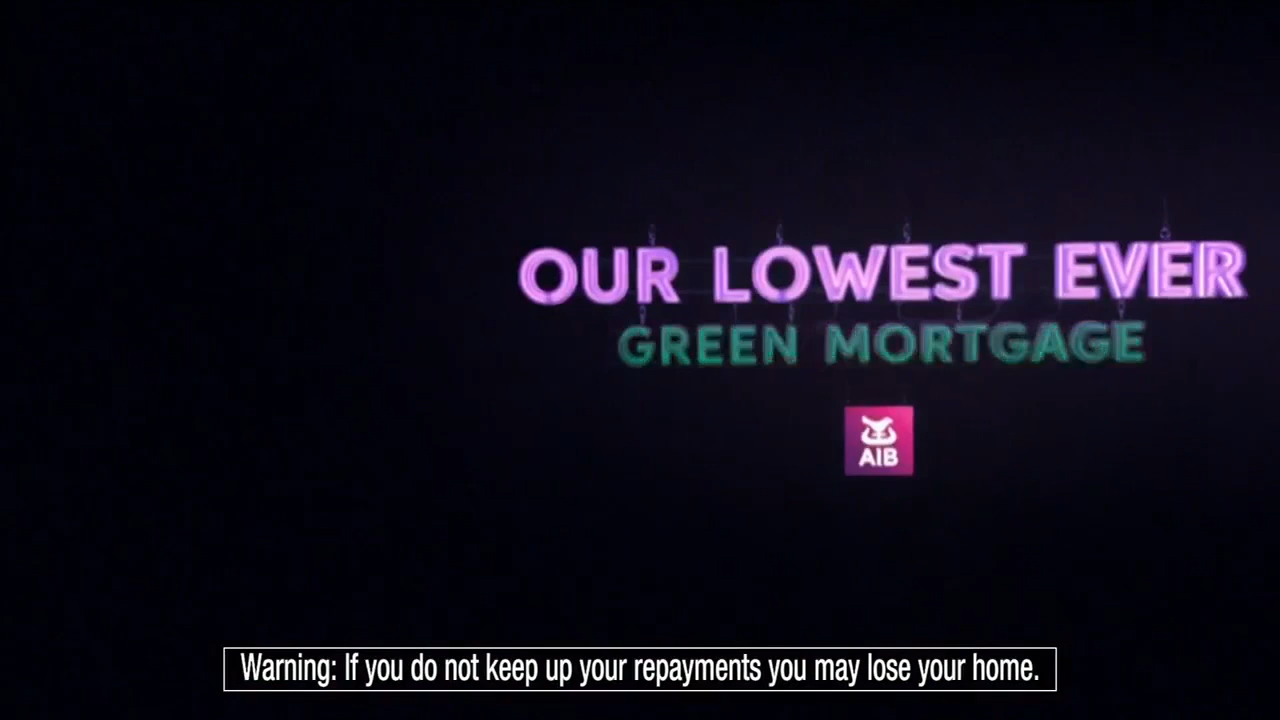 OUR LOWEST EVER
GREEN MORTGAGE
AIB
Warning: If you do not keep up your repayments you may lose your home.